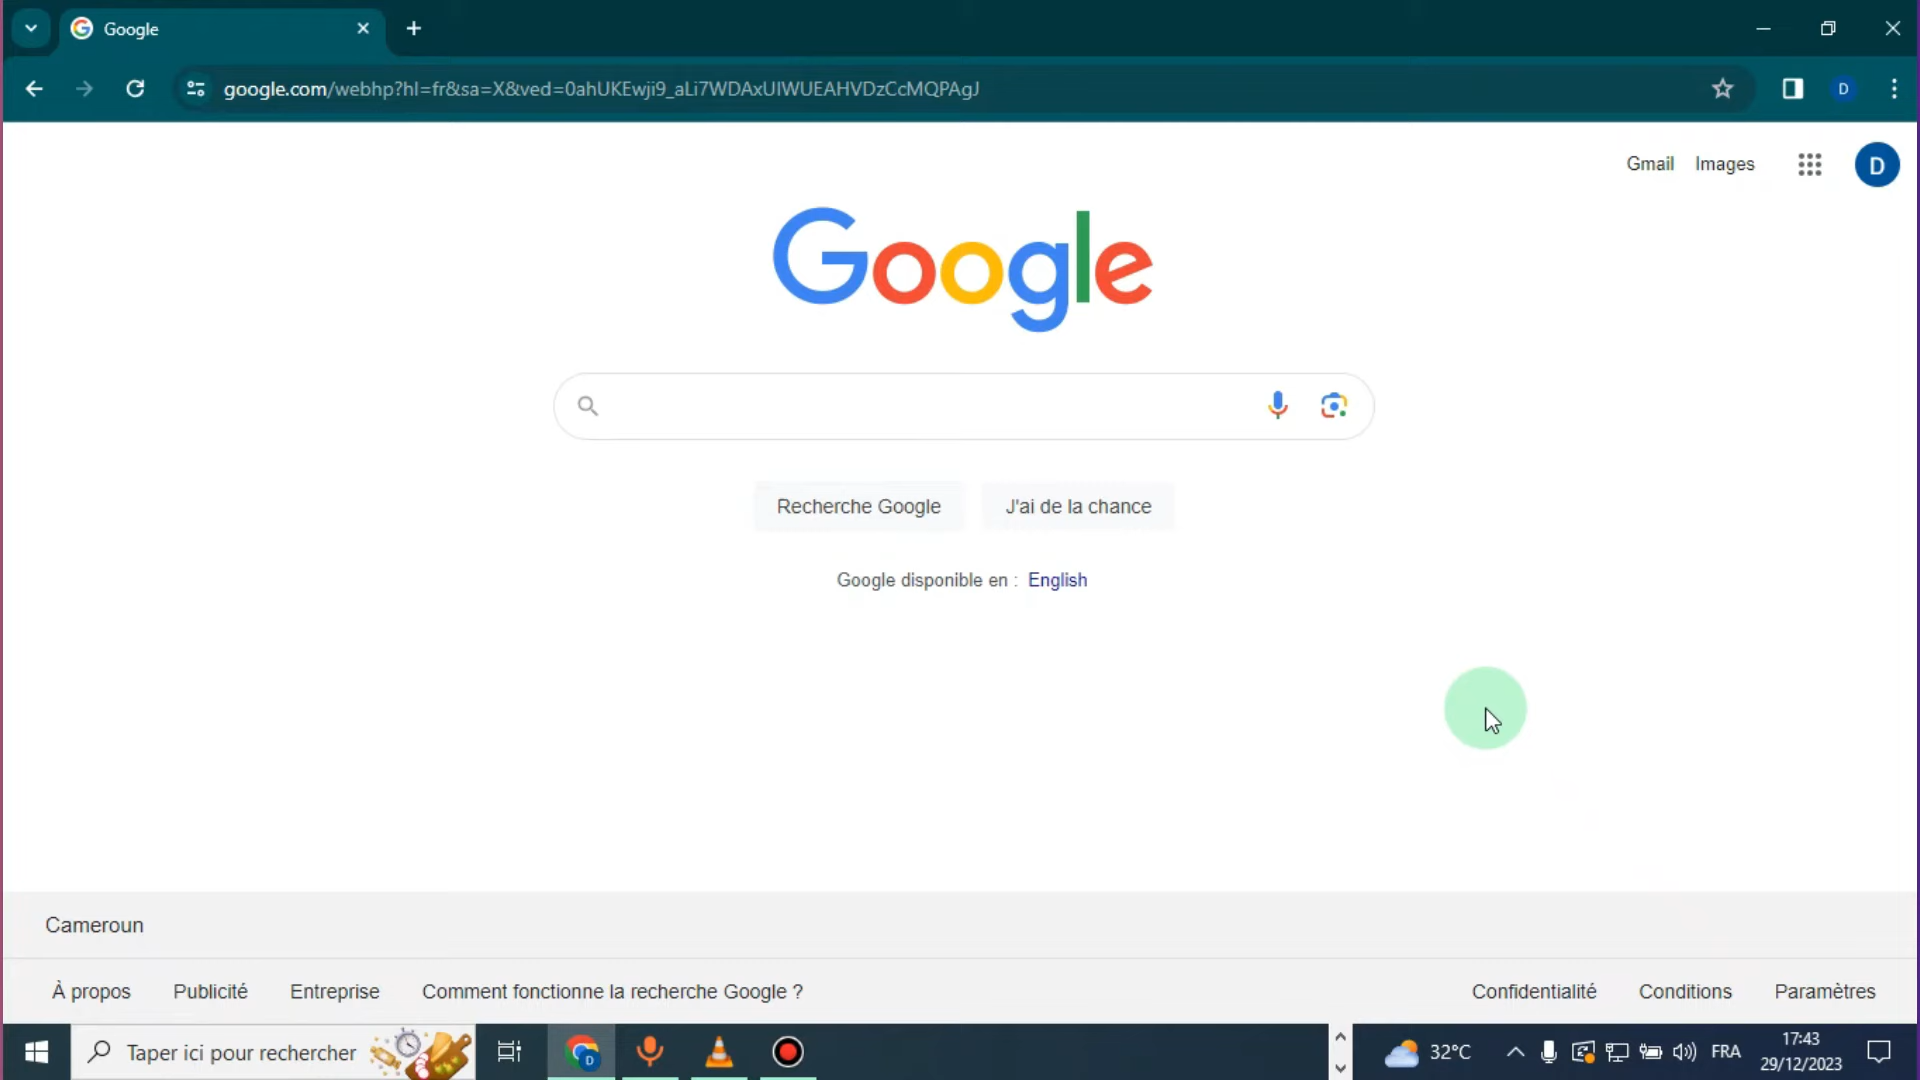 Google
google.com/webhp?hl=fr&sa=X&ved=0ahUKEwji9_aLi7WDAxUIWUEAHVDzCcMQPAgJ
D
Gmail Images
D
Google
Recherche Google J'ai de la chance
Google disponible en : English
Cameroun
À propos Publicité Entreprise Comment fonctionne la recherche Google ? Confidentialité Conditions Paramètres
Taper ici pour rechercher
D
32°C
FRA
17:43
29/12/2023